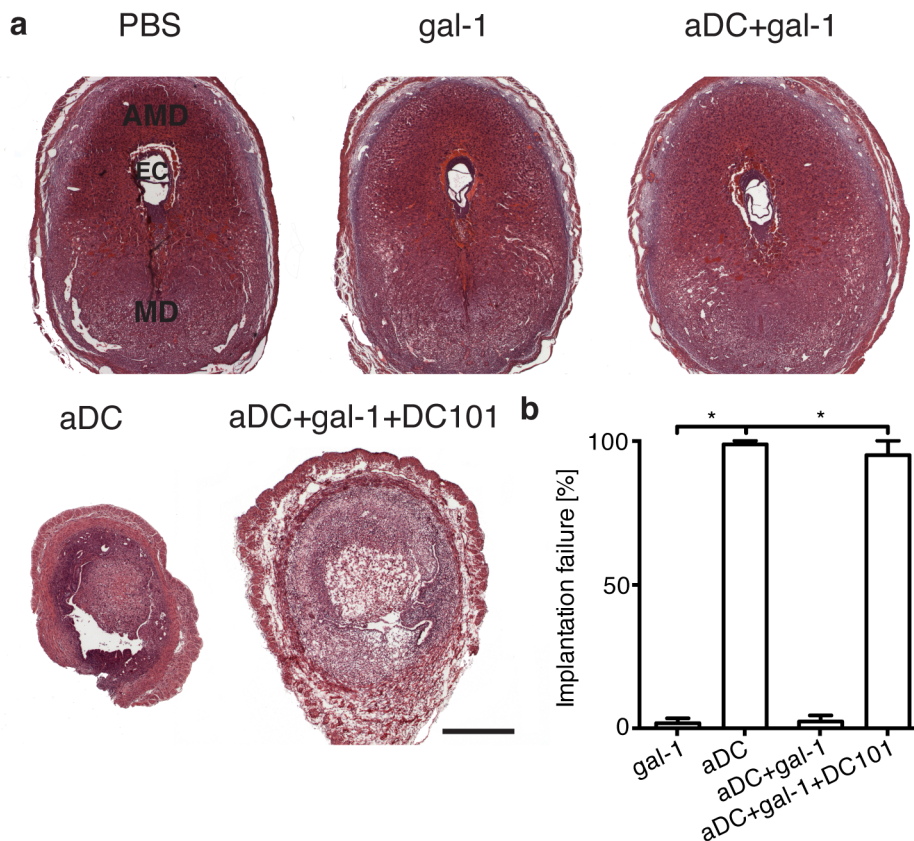 a PBS gal-1 aDC+gal-1
AMD
EC
MD
aDC aDC+gal-1+DC101
b
* *
Implantation failure [%]
100
50
0
gal-1 aDC aDC+gal-1 aDC+gal-1+DC101